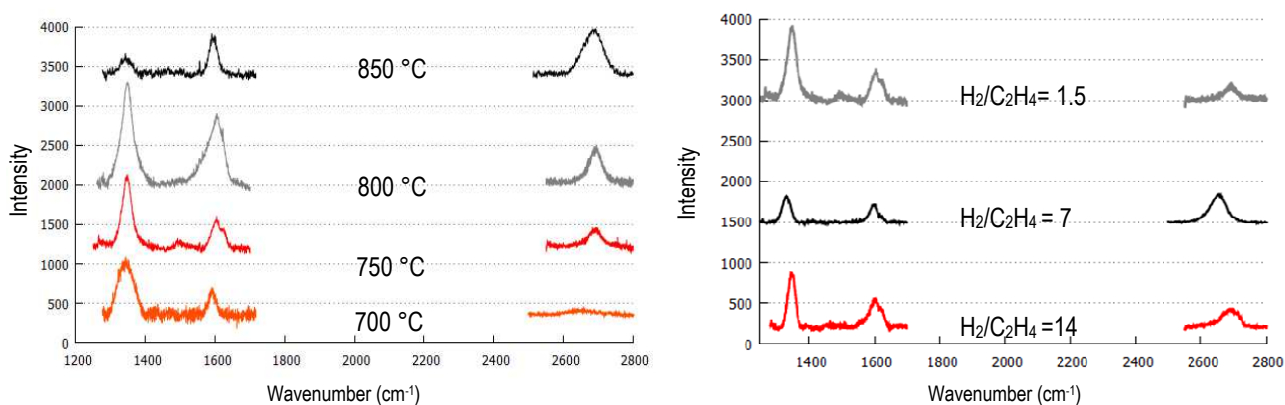 4000
3500
3000
2500
2000
1500
1000
500
0
Intensity
850 °C
800 °C
750 °C
700 °C
1200 1400 1600 1800 2000 2200 2400 2600 2800
Wavenumber (cm-1)
4000
3500
3000
2500
2000
1500
1000
500
0
Intensity
H2/C2H4= 1.5
H2/C2H4 = 7
H2/C2H4 =14
1400 1600 1800 2000 2200 2400 2600 2800
Wavenumber (cm-1)